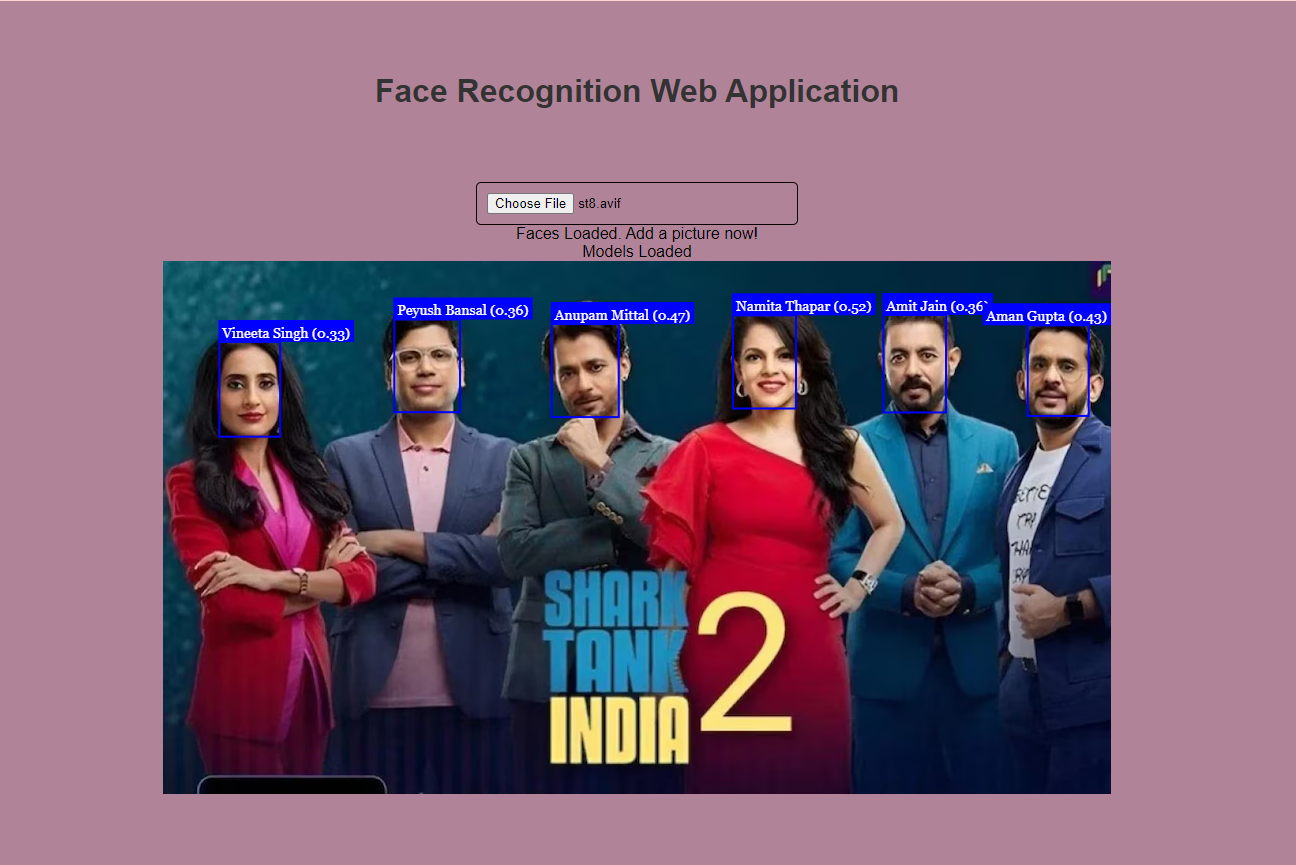 Face Recognition Web Application
Choose File st8.avif
Faces Loaded. Add a picture now!
Models Loaded
Vineeta Singh (0.33)
Peyush Bansal (0.36)
Anupam Mittal (0.47)
Namita Thapar (0.52)
Amit Jain (0.36)
Aman Gupta (0.43)
SHARK
TANK
INDIA
2